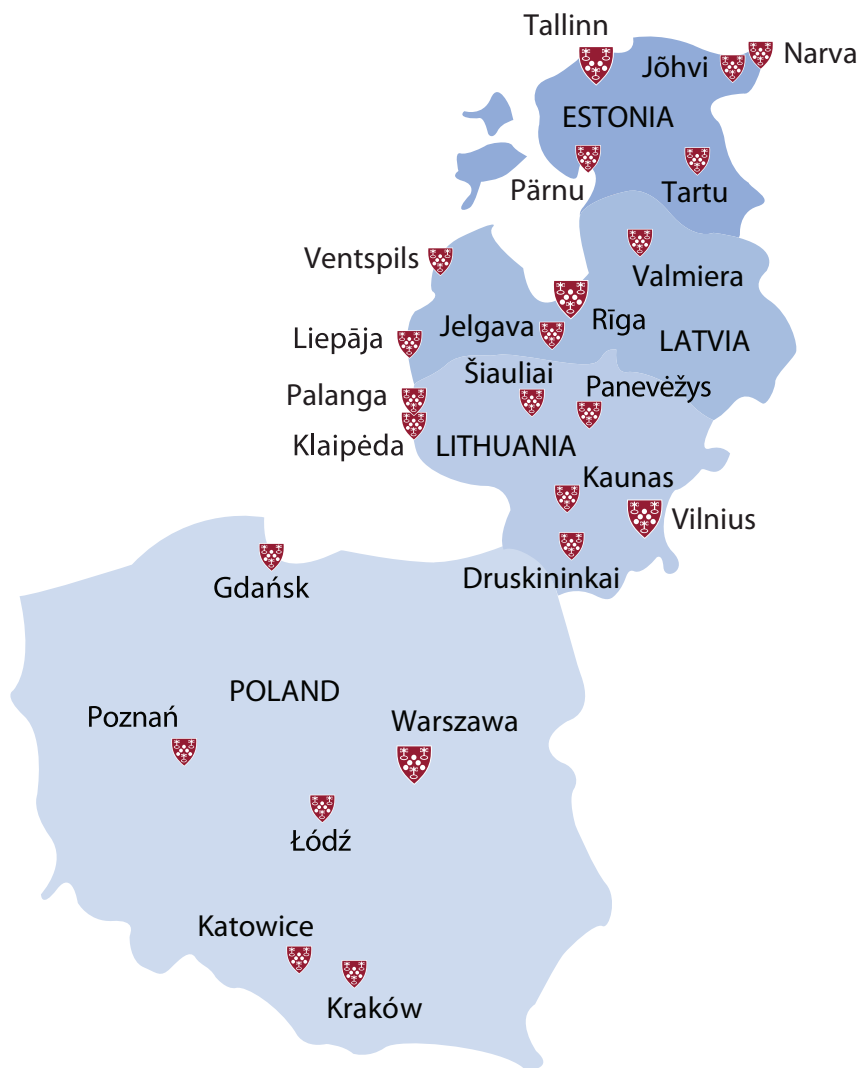 Tallinn
Narva
Jõhvi
ESTONIA
Pärnu
Tartu
Ventspils
Valmiera
Rīga
Jelgava
Liepāja
LATVIA
Šiauliai
Panevėžys
Palanga
Klaipėda
LITHUANIA
Kaunas
Vilnius
Druskininkai
Gdańsk
POLAND
Poznań
Warszawa
Łódź
Katowice
Kraków